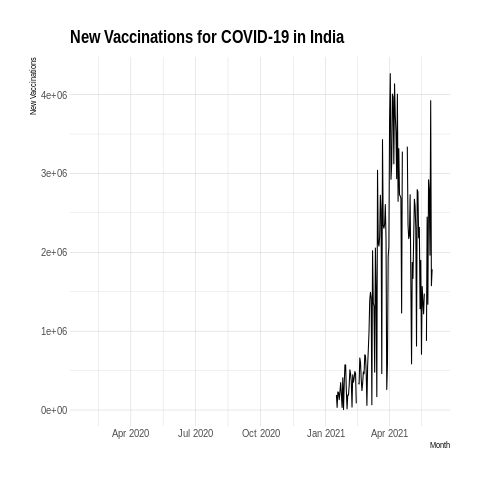 New Vaccinations for COVID-19 in India
New Vaccinations
4e+06
3e+06
2e+06
1e+06
0e+00
Apr 2020 Jul 2020 Oct 2020 Jan 2021 Apr 2021
Month